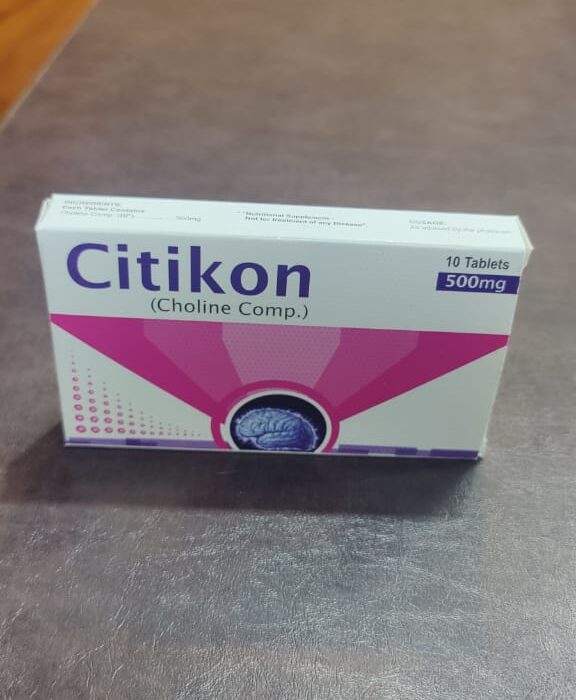 INGREDIENTS:
Each Tablet Contains
Choline Comp. (BP) 500mg
"Nutritional Supplement
Not for treatment of any Disease"
DOSAGE:
As advised by the physician
Citikon
(Choline Comp.)
10 Tablets
500mg